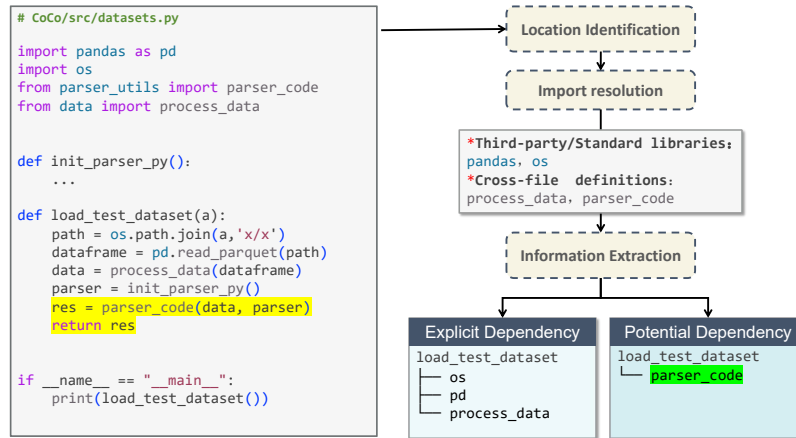 # CoCo/src/datasets.py
import pandas as pd
import os
from parser_utils import parser_code
from data import process_data
def init_parser_py():
...
def load_test_dataset(a):
path = os.path.join(a,'x/x')
dataframe = pd.read_parquet(path)
data = process_data(dataframe)
parser = init_parser_py()
res = parser_code(data, parser)
return res
if __name__ == "__main__":
print(load_test_dataset())
Location Identification
Import resolution
*Third-party/Standard libraries:
pandas, os
*Cross-file definitions:
process_data, parser_code
Information Extraction
Explicit Dependency
load_test_dataset
├── os
├── pd
└── process_data
Potential Dependency
load_test_dataset
└── parser_code